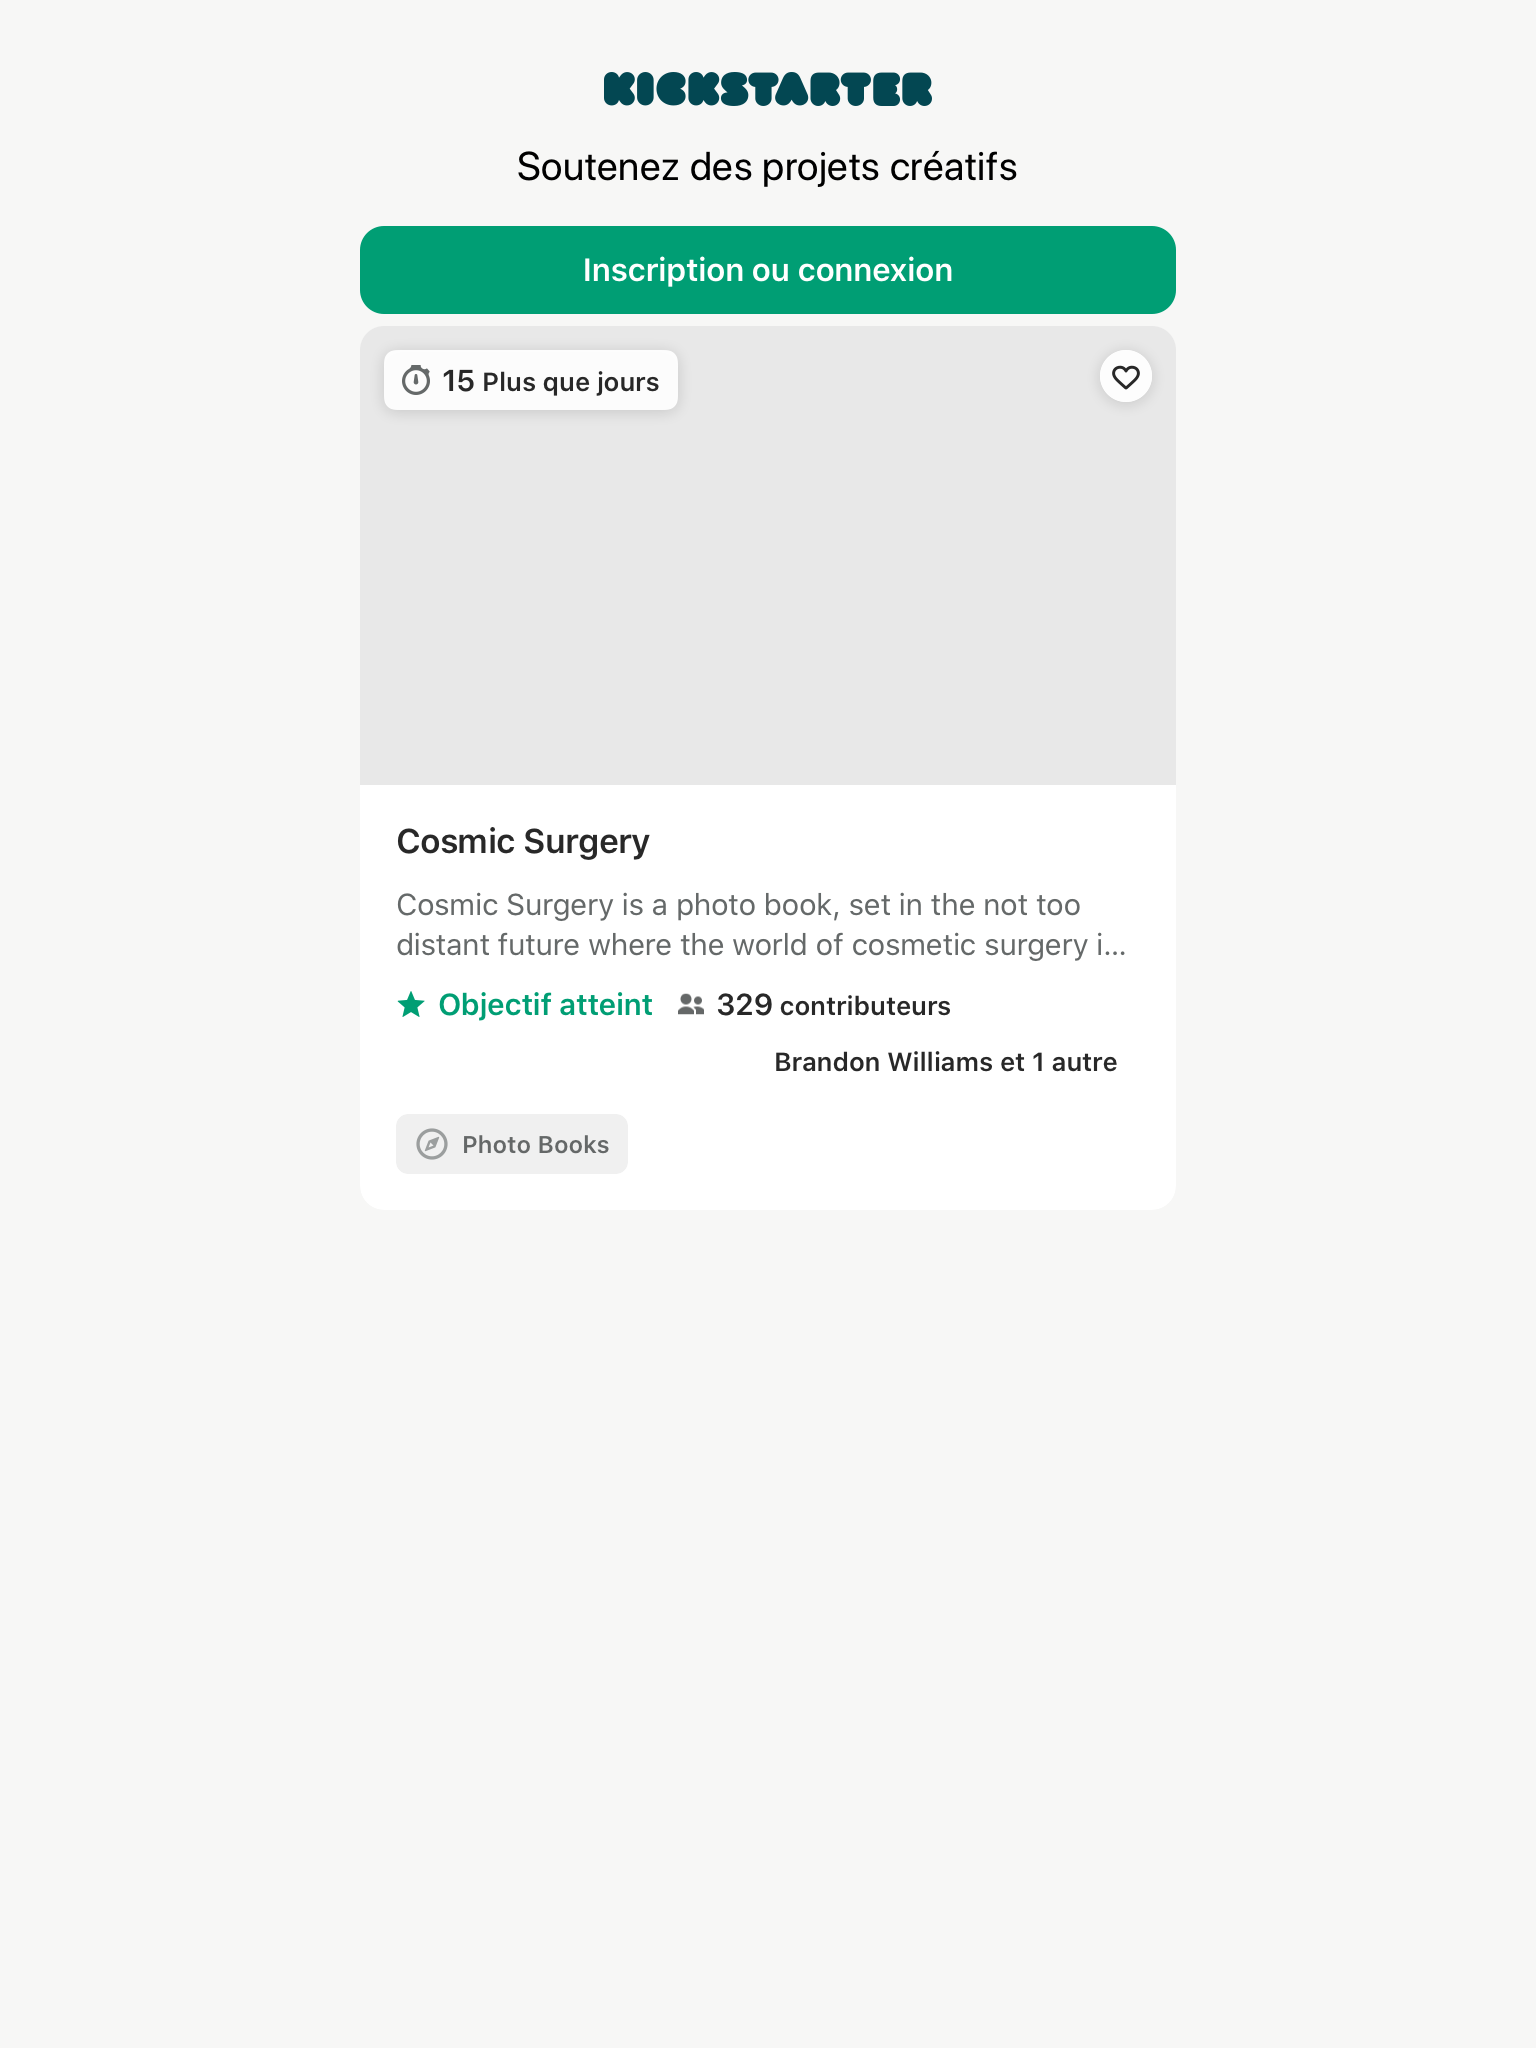 KICKSTARTER
Soutenez des projets créatifs
Inscription ou connexion
15 Plus que jours
Cosmic Surgery
Cosmic Surgery is a photo book, set in the not too
distant future where the world of cosmetic surgery i...
Objectif atteint 329 contributeurs
Brandon Williams et 1 autre
Photo Books